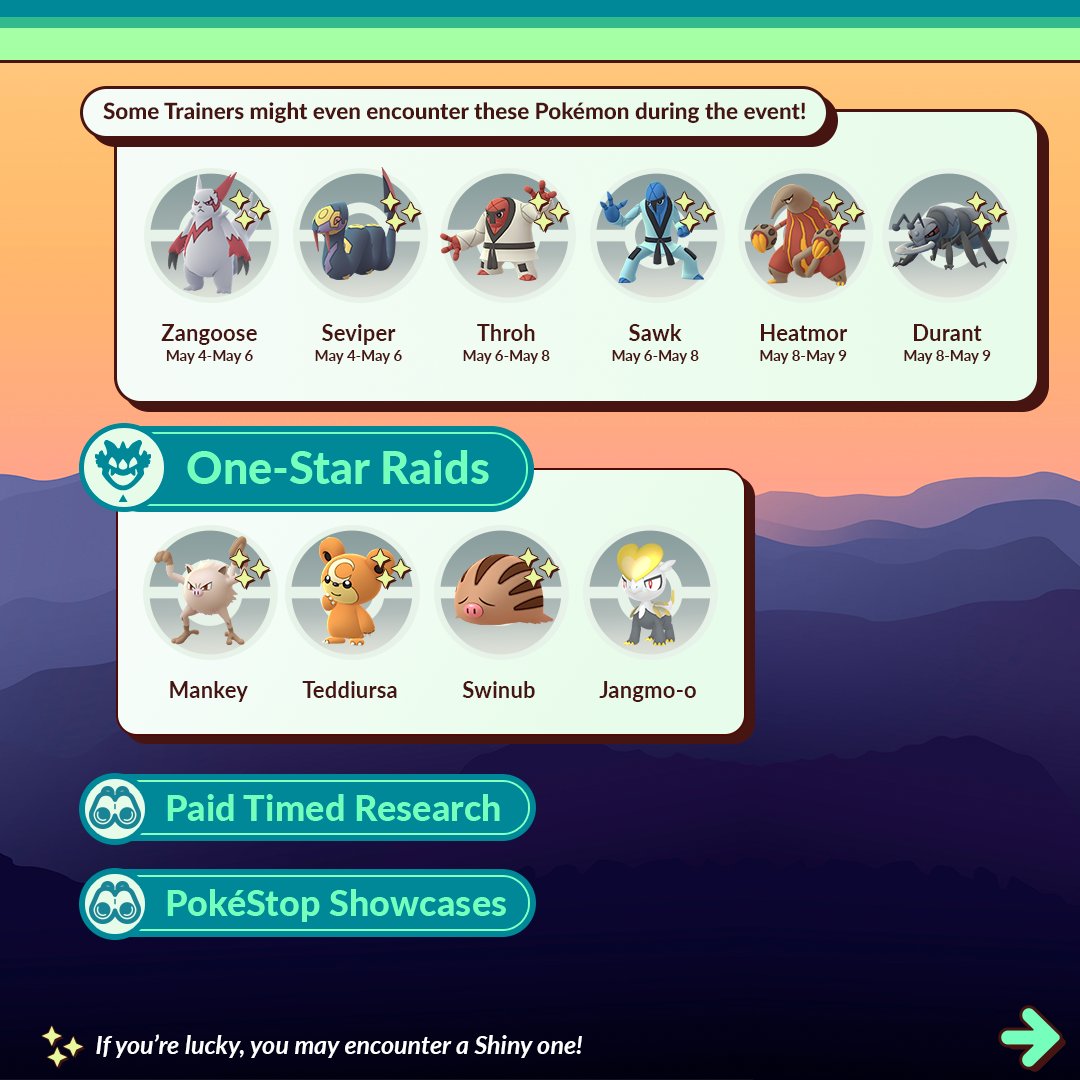 Some Trainers might even encounter these Pokémon during the event!
Zangoose
May 4-May 6
Seviper
May 4-May 6
Throh
May 6-May 8
Sawk
May 6-May 8
Heatmor
May 8-May 9
Durant
May 8-May 9
One-Star Raids
Mankey
Teddiursa
Swinub
Jangmo-o
Paid Timed Research
PokéStop Showcases
If you’re lucky, you may encounter a Shiny one!